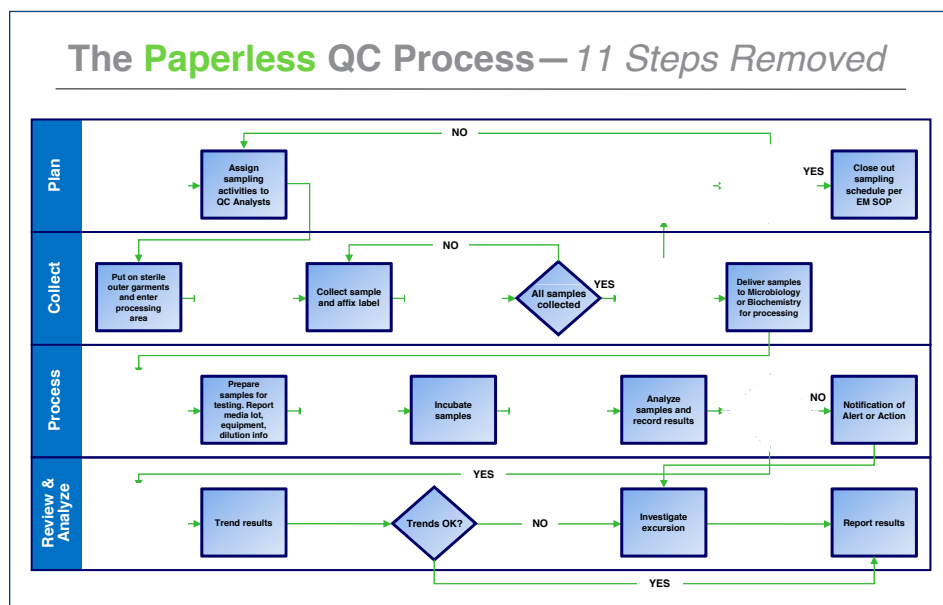 The Paperless QC Process— 11 Steps Removed
Plan
NO
Assign
sampling
activities to
QC Analysts
YES
Close out
sampling
schedule per
EM SOP
Collect
Put on sterile
outer garments
and enter
processing
area
Collect sample
and affix label
NO
All samples
collected
YES
Deliver samples
to Microbiology
or Biochemistry
for processing
Process
Prepare
samples for
testing. Report
media lot,
equipment,
dilution info
Incubate
samples
Analyze
samples and
record results
NO
Notification of
Alert or Action
Review &
Analyze
YES
Trend results
Trends OK?
NO
Investigate
excursion
Report results
YES